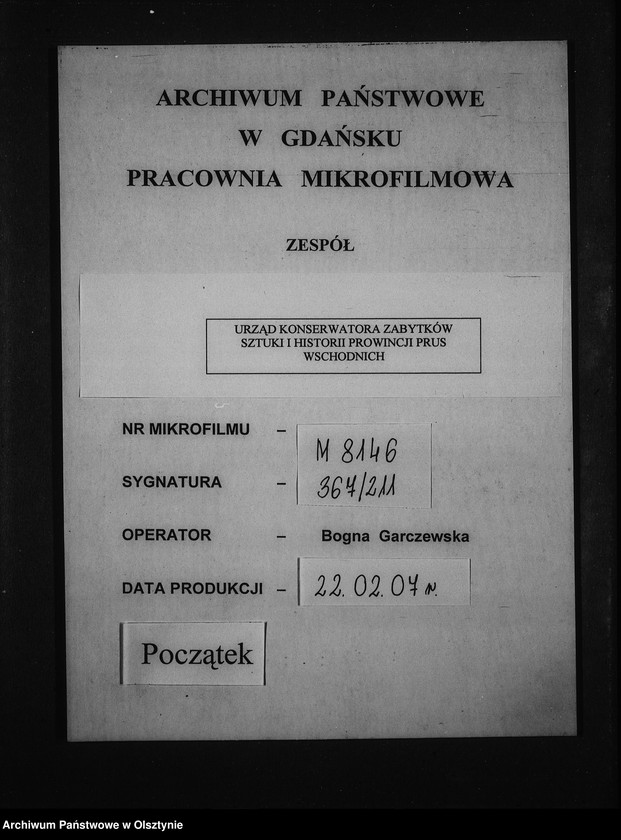 ARCHIWUM PAŃSTWOWE
W GDAŃSKU
PRACOWNIA MIKROFILMOWA
ZESPÓŁ
URZĄD KONSERWATORA ZABYTKÓW
SZTUKI I HISTORII PROWINCJI PRUS
WSCHODNICH
NR MIKROFILMU – M 8146
SYGNATURA – 367/211
OPERATOR – Bogna Garczewska
DATA PRODUKCJI – 22.02.07 r.
Początek
Archiwum Państwowe w Olsztynie